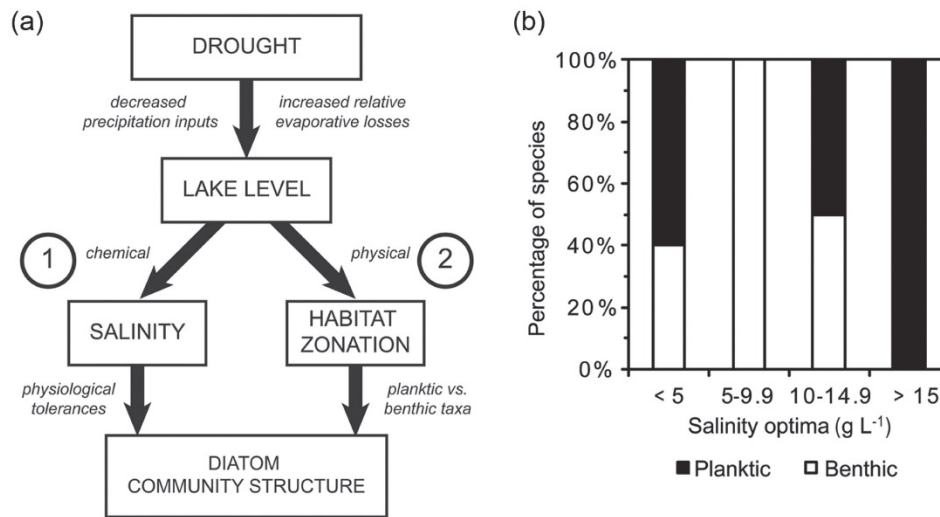 (a)
DROUGHT
decreased
precipitation inputs
increased relative
evaporative losses
LAKE LEVEL
1
chemical
physical
2
SALINITY
HABITAT
ZONATION
physiological
tolerances
planktic vs.
benthic taxa
DIATOM
COMMUNITY STRUCTURE
(b)
Percentage of species
100%
80%
60%
40%
20%
0%
< 5
5-9.9
10-14.9
> 15
Salinity optima (g L⁻¹)
Planktic
Benthic